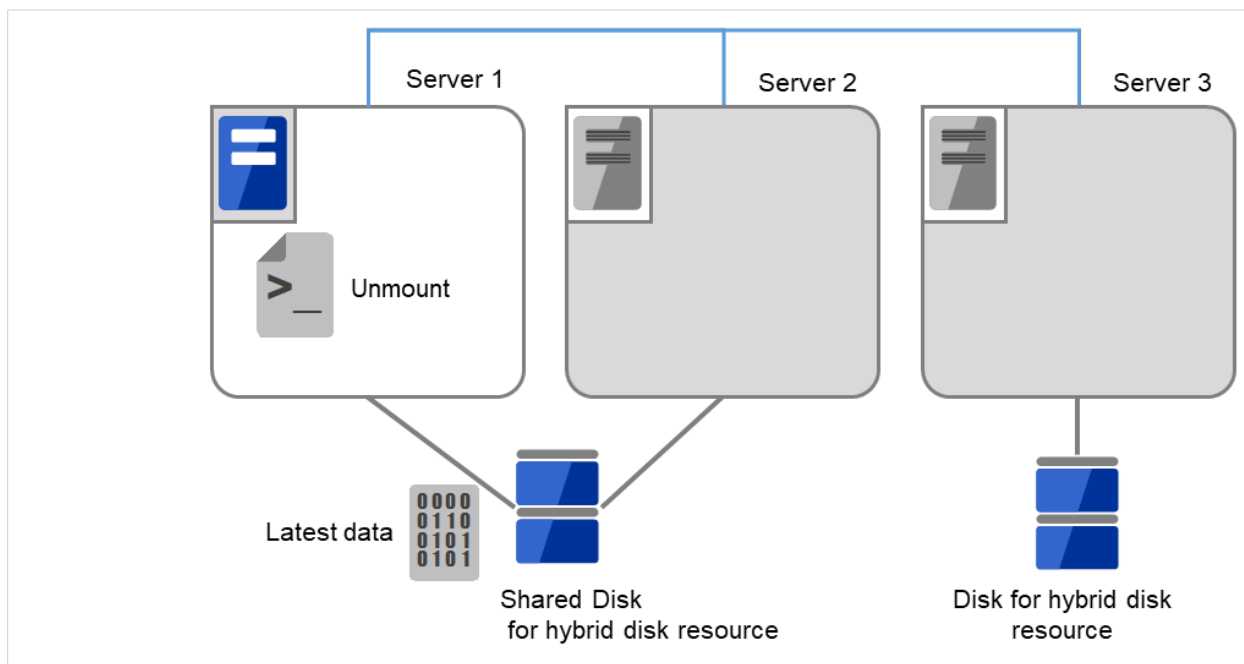 Server 1
Server 2
Server 3
>_
Unmount
Latest data
0000
0110
0101
0101
Shared Disk
for hybrid disk resource
Disk for hybrid disk
resource